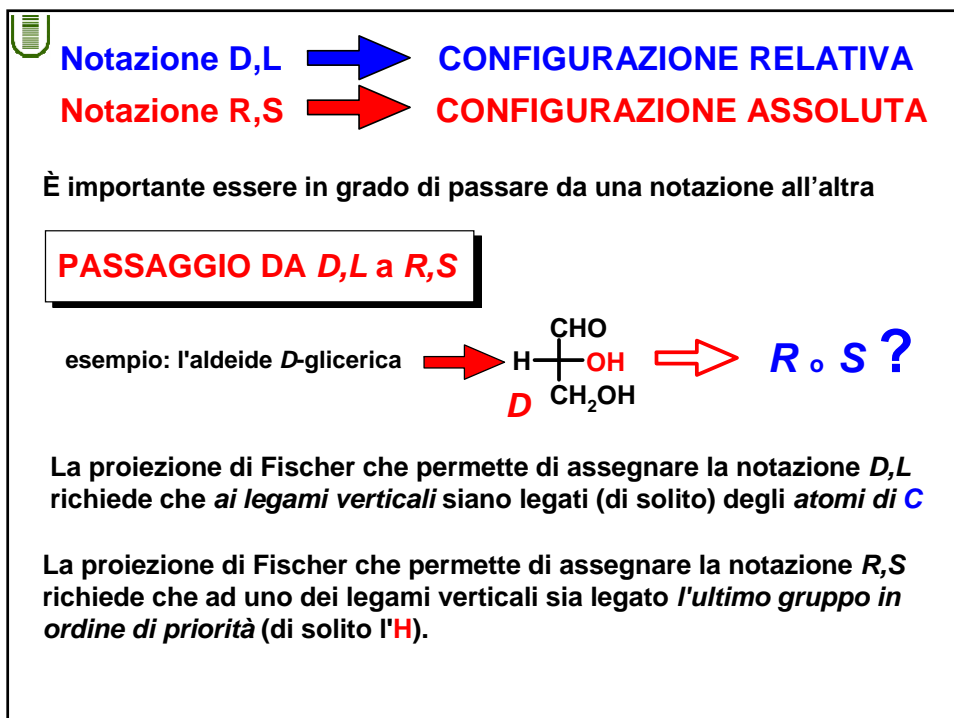 Notazione D,L CONFIGURAZIONE RELATIVA
Notazione R,S CONFIGURAZIONE ASSOLUTA
È importante essere in grado di passare da una notazione all’altra
PASSAGGIO DA D,L a R,S
esempio: l'aldeide D-glicerica
CHO
H OH
CH₂OH
D
R o S ?
La proiezione di Fischer che permette di assegnare la notazione D,L
richiede che ai legami verticali siano legati (di solito) degli atomi di C
La proiezione di Fischer che permette di assegnare la notazione R,S
richiede che ad uno dei legami verticali sia legato l'ultimo gruppo in
ordine di priorità (di solito l'H).